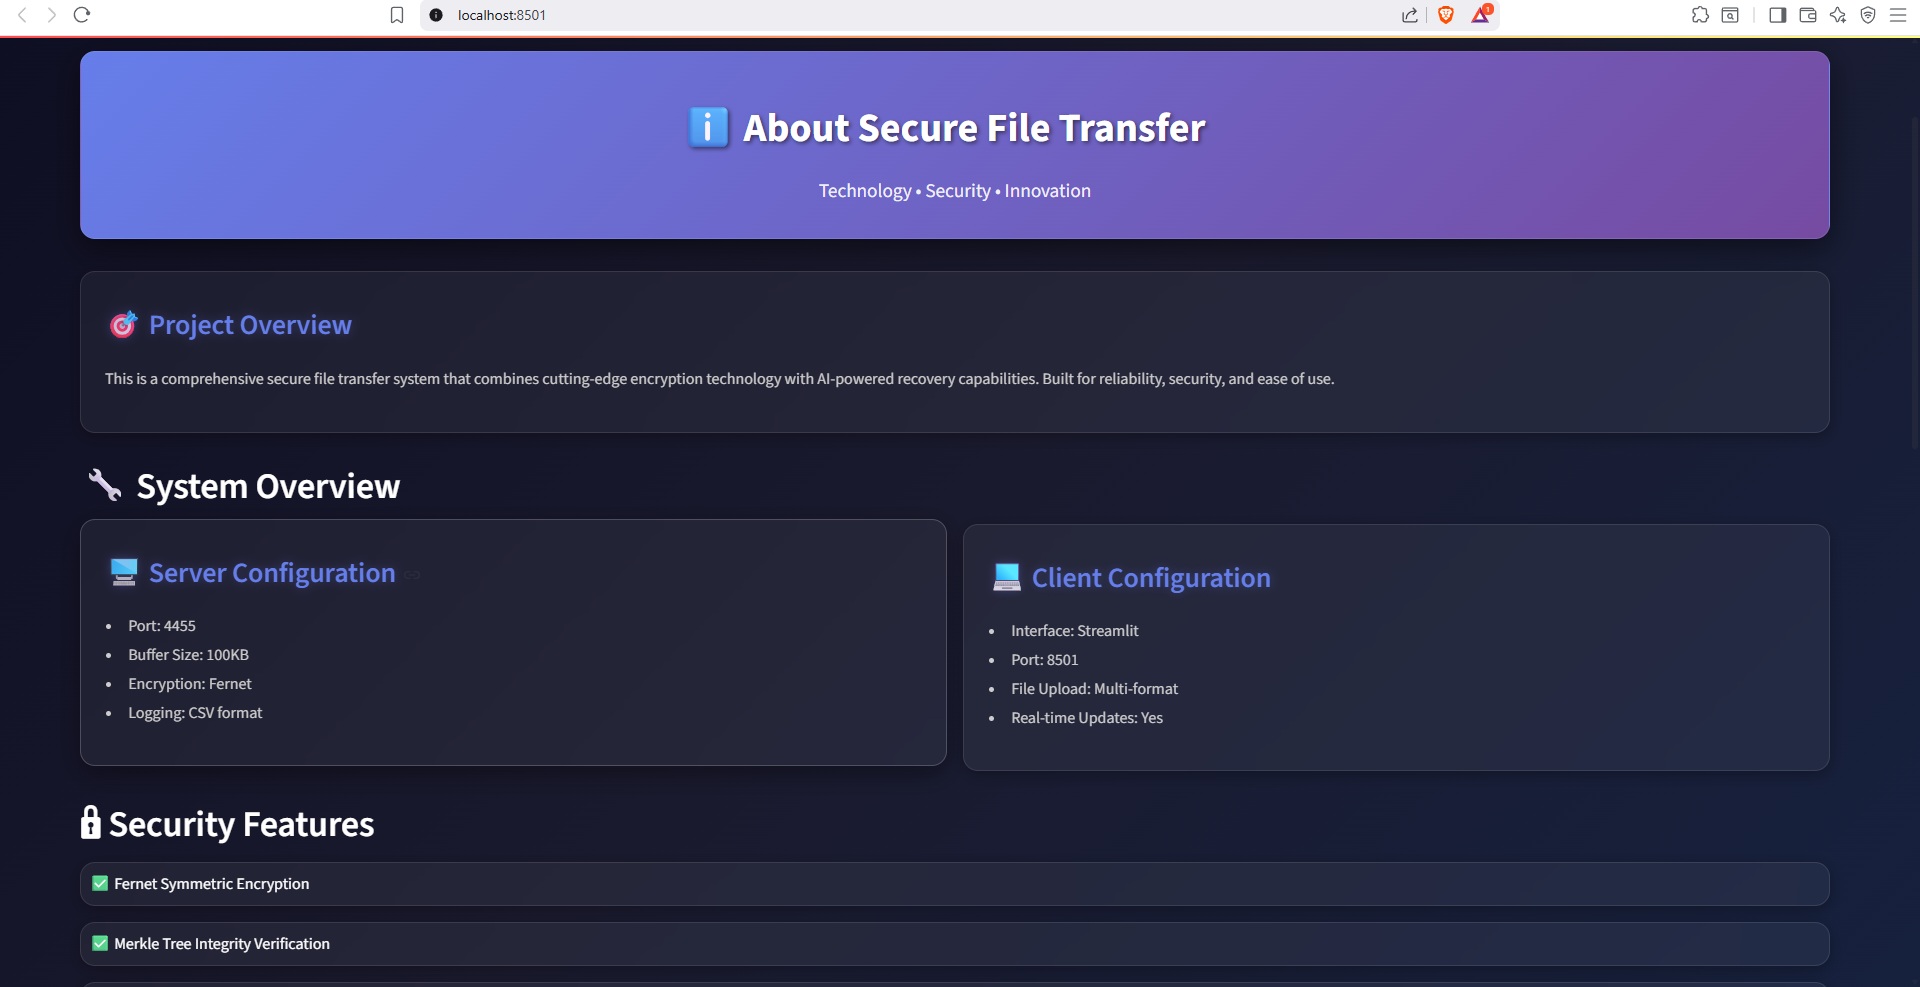 localhost:8501
1
About Secure File Transfer
Technology • Security • Innovation
Project Overview
This is a comprehensive secure file transfer system that combines cutting-edge encryption technology with AI-powered recovery capabilities. Built for reliability, security, and ease of use.
System Overview
Server Configuration
• Port: 4455
• Buffer Size: 100KB
• Encryption: Fernet
• Logging: CSV format
Client Configuration
• Interface: Streamlit
• Port: 8501
• File Upload: Multi-format
• Real-time Updates: Yes
Security Features
Fernet Symmetric Encryption
Merkle Tree Integrity Verification